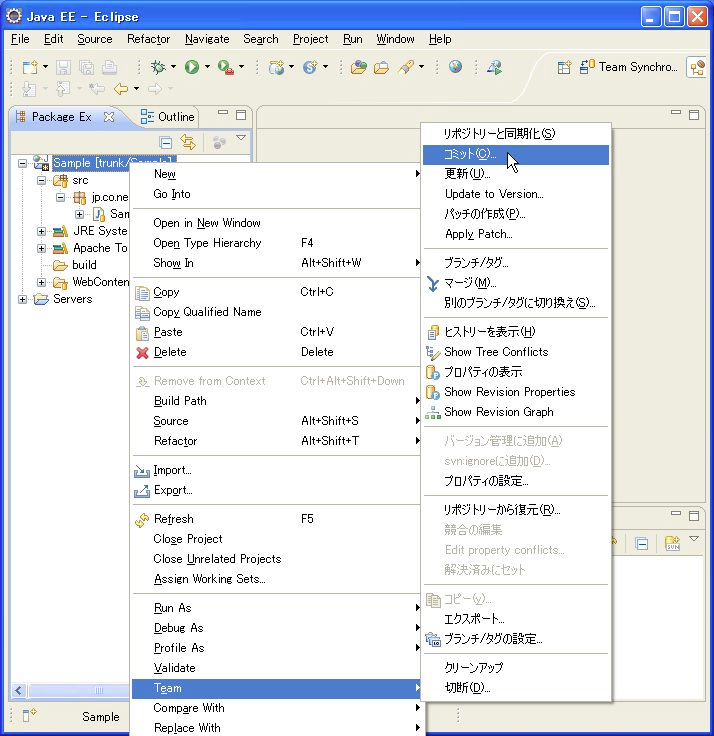 Java EE - Eclipse
File Edit Source Refactor Navigate Search Project Run Window Help
Team Synchro...
Package Ex Outline
Sample [trunk/Sample]
src
jp.co.ne
Sam
JRE Syste
Apache To
build
WebConten
Servers
New
Go Into
Open in New Window
Open Type Hierarchy F4
Show In Alt+Shift+W
Copy Ctrl+C
Copy Qualified Name
Paste Ctrl+V
Delete Delete
Remove from Context Ctrl+Alt+Shift+Down
Build Path
Source Alt+Shift+S
Refactor Alt+Shift+T
Import...
Export...
Refresh F5
Close Project
Close Unrelated Projects
Assign Working Sets...
Run As
Debug As
Profile As
Validate
Team
Compare With
Replace With
リポジトリーと同期化(S)
コミット(C)...
更新(U)...
Update to Version...
パッチの作成(P)...
Apply Patch...
ブランチ/タグ...
マージ(M)...
別のブランチ/タグに切り換え(S)...
ヒストリーを表示(H)
Show Tree Conflicts
プロパティの表示
Show Revision Properties
Show Revision Graph
バージョン管理に追加(A)
svn:ignoreに追加(D)...
プロパティの設定...
リポジトリーから復元(R)...
競合の編集
Edit property conflicts...
解決済みにセット
コピー(y)...
エクスポート...
ブランチ/タグの設定...
クリーンアップ
切断(D)...
SVN
Sample